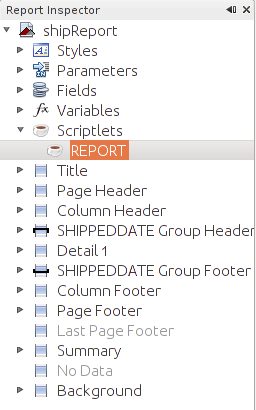 Report Inspector
shipReport
Styles
Parameters
Fields
fx Variables
Scriptlets
REPORT
Title
Page Header
Column Header
SHIPPEDDATE Group Header
Detail 1
SHIPPEDDATE Group Footer
Column Footer
Page Footer
Last Page Footer
Summary
No Data
Background